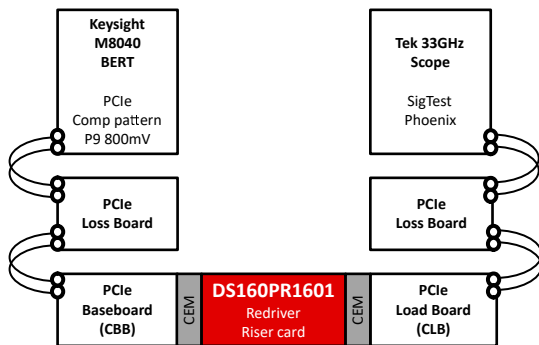 Keysight
M8040
BERT
PCIe
Comp pattern
P9 800mV
Tek 33GHz
Scope
SigTest
Phoenix
PCIe
Loss Board
PCIe
Loss Board
PCIe
Baseboard
(CBB)
CEM
DS160PR1601
Redriver
Riser card
CEM
PCIe
Load Board
(CLB)